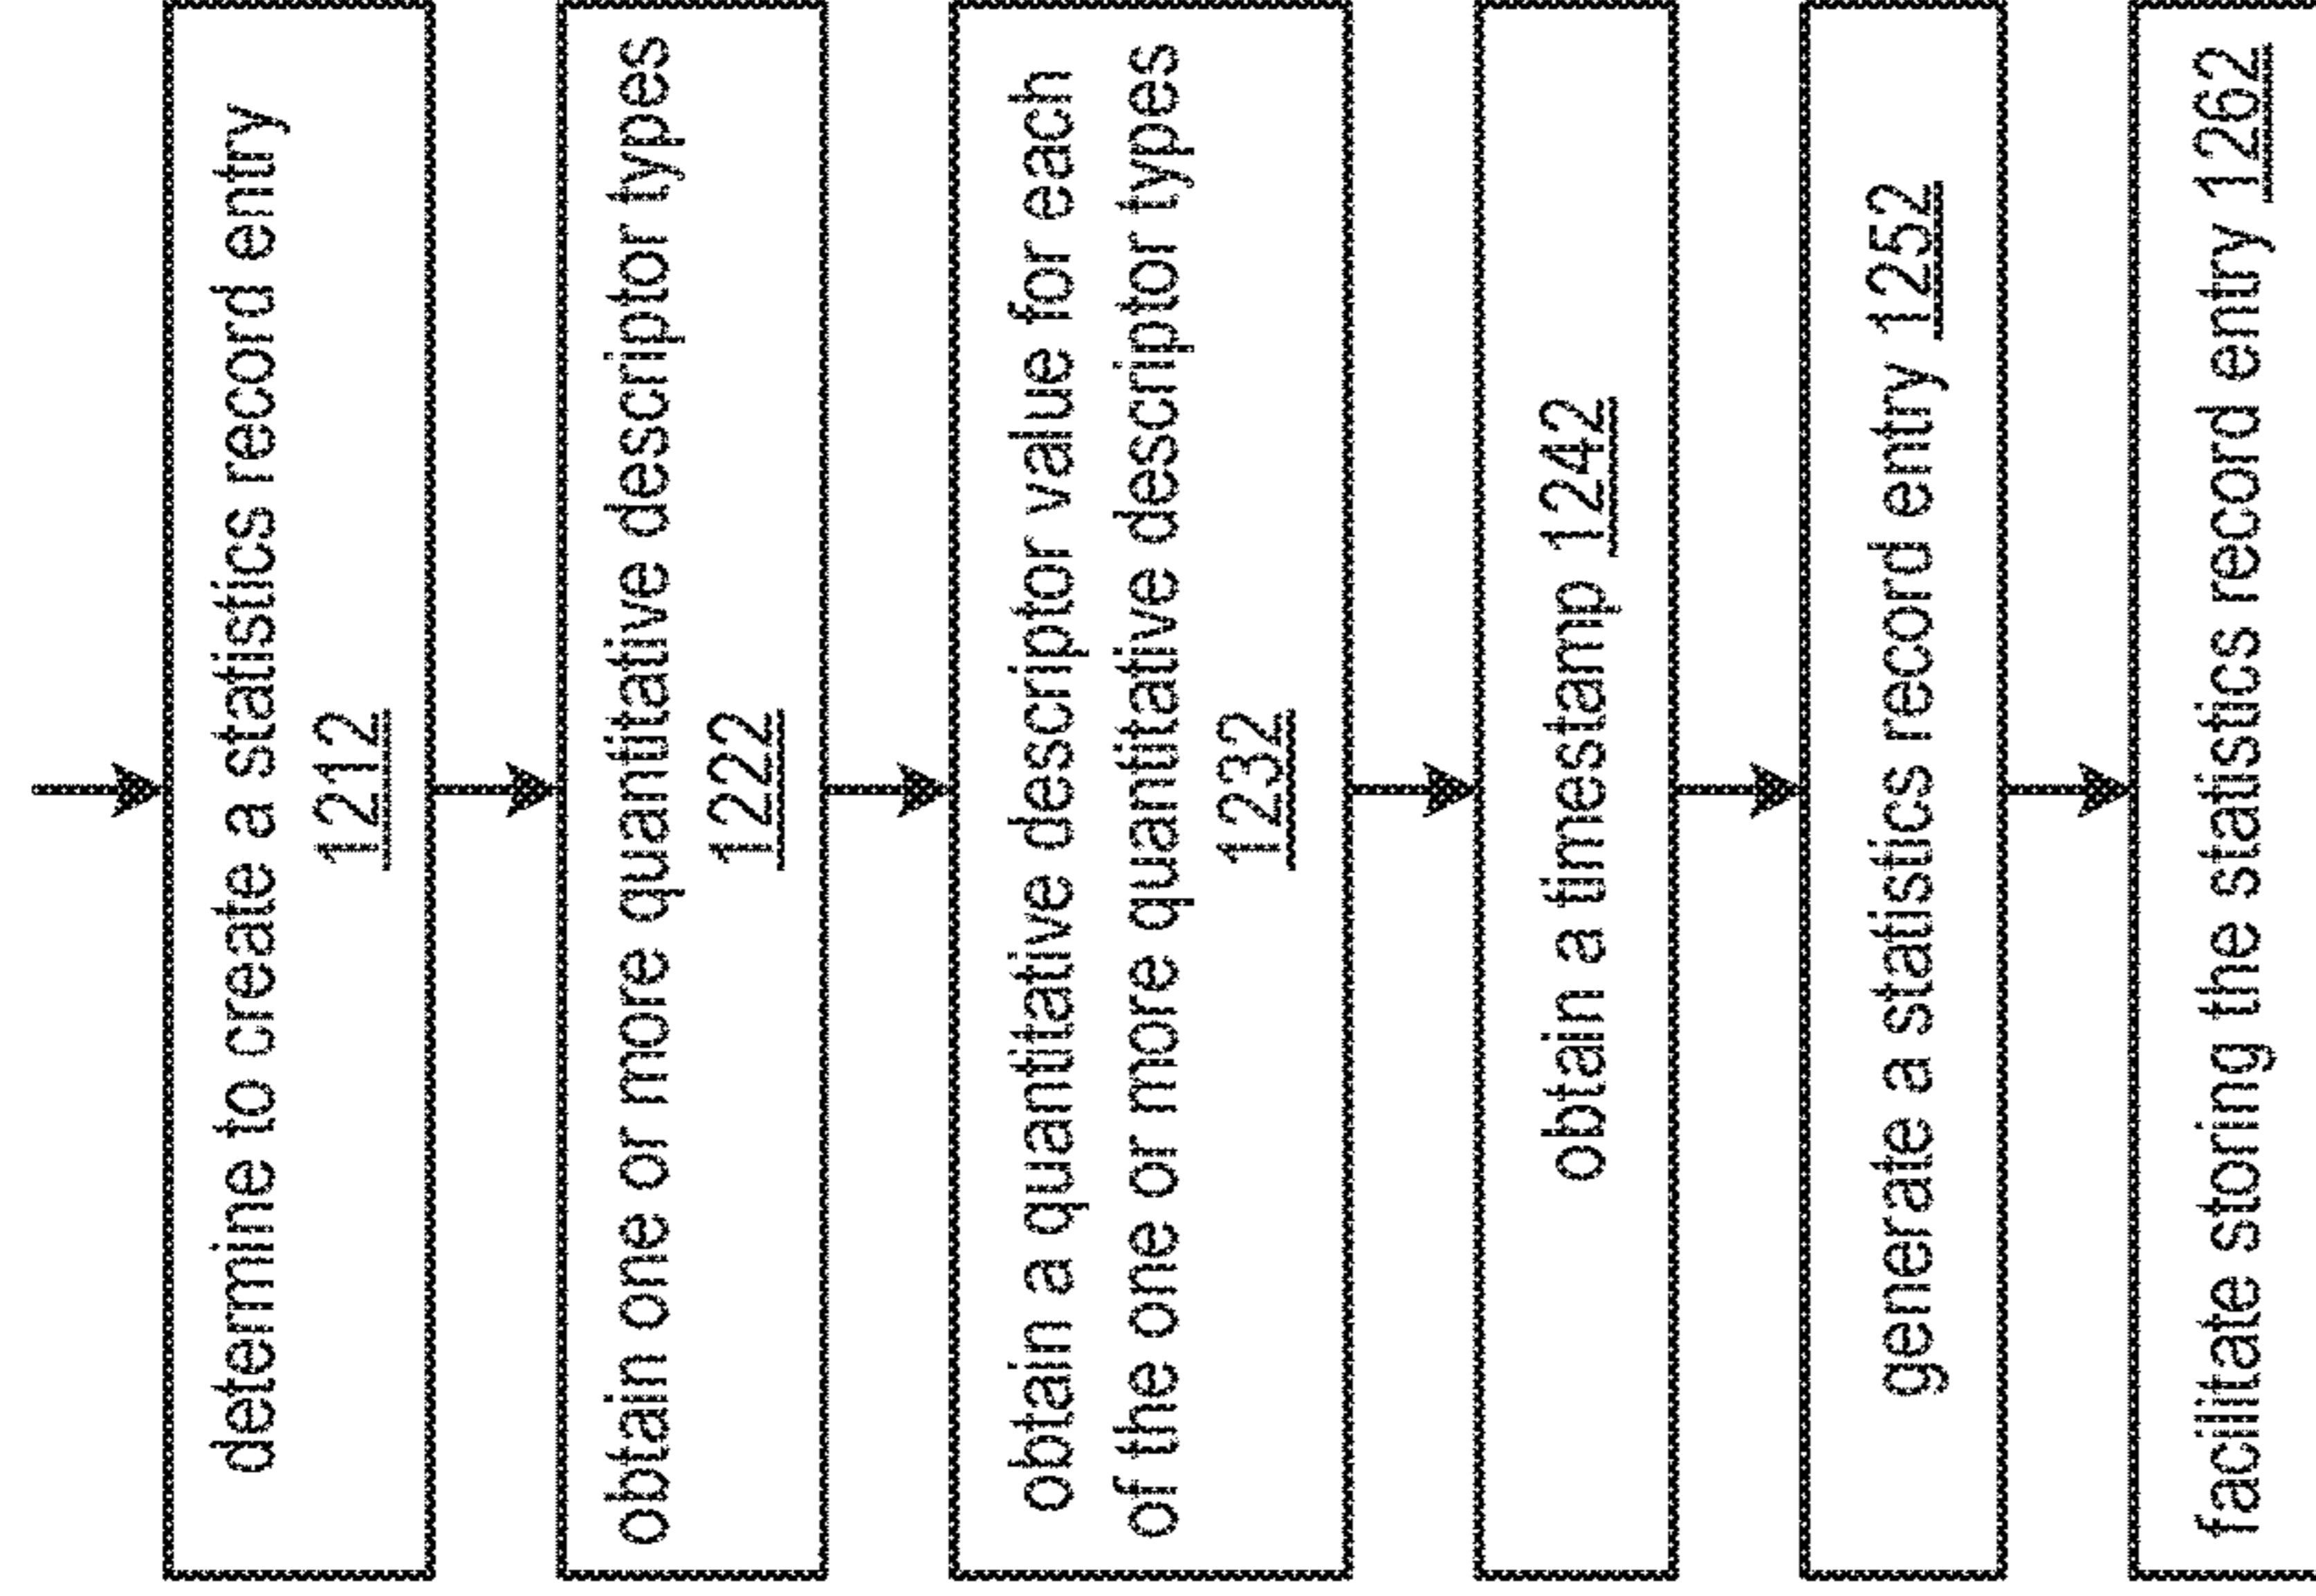 determine to create a statistics record entry
1212
obtain one or more quantitative descriptor types
1222
obtain a quantitative descriptor value for each
of the one or more quantitative descriptor types
1232
obtain a timestamp 1242
generate a statistics record entry 1252
facilitate storing the statistics record entry 1262